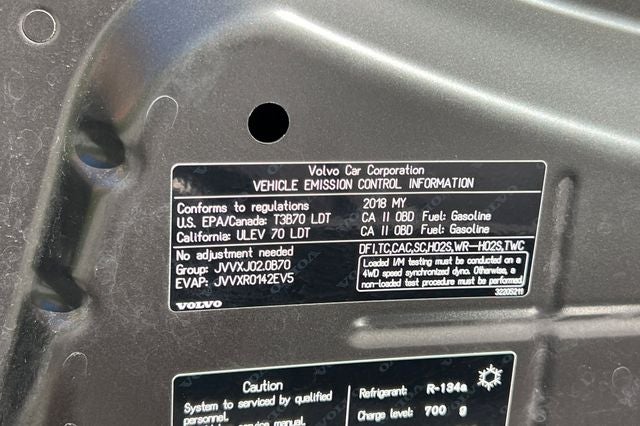 Volvo Car Corporation
VEHICLE EMISSION CONTROL INFORMATION
Conforms to regulations 2018 MY
U.S. EPA/Canada: T3B70 LDT CA II OBD Fuel: Gasoline
California: ULEV 70 LDT CA II OBD Fuel: Gasoline
No adjustment needed
Group: JVVXJ02.0B70
EVAP: JVVXR0142EV5
DFI,TC,CAC,SC,HO2S,WR-HO2S,TWC
Loaded I/M testing must be conducted on a
4WD speed synchronized dyno. Otherwise, a
non-loaded test procedure must be performed
VOLVO
32205211
Caution
System to be serviced by qualified
personnel.
service manual.
Refrigerant: R-134a
Charge level: 700 g